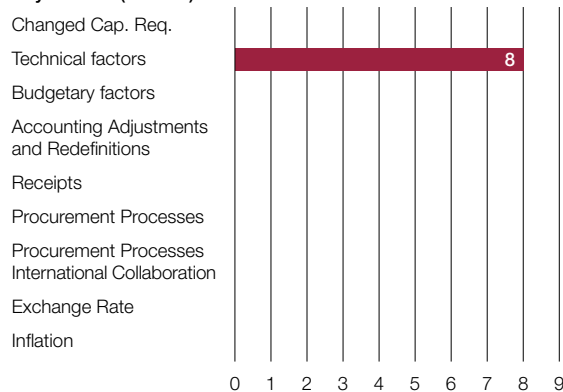 Changed Cap. Req.
Technical factors
8
Budgetary factors
Accounting Adjustments
and Redefinitions
Receipts
Procurement Processes
Procurement Processes
International Collaboration
Exchange Rate
Inflation
0 1 2 3 4 5 6 7 8 9